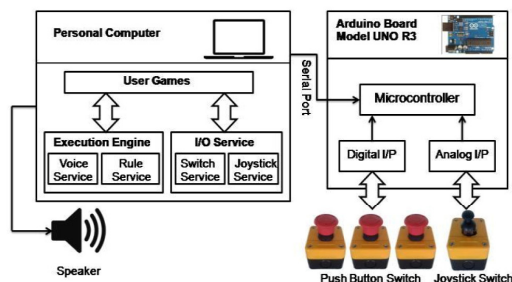 Personal Computer
User Games
Execution Engine
Voice
Service
Rule
Service
I/O Service
Switch
Service
Joystick
Service
Speaker
Serial Port
Arduino Board
Model UNO R3
Microcontroller
Digital I/P
Analog I/P
Push Button Switch
Joystick Switch